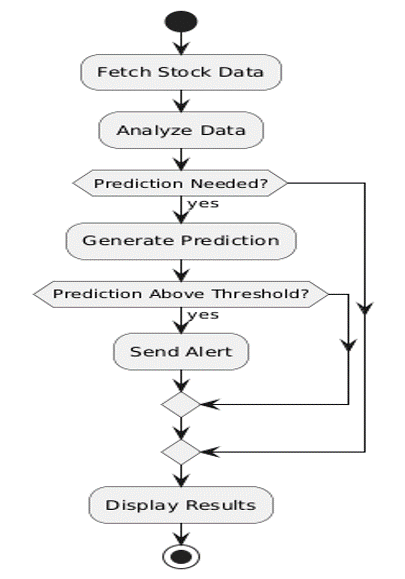 Fetch Stock Data
Analyze Data
Prediction Needed?
yes
Generate Prediction
Prediction Above Threshold?
yes
Send Alert
Display Results